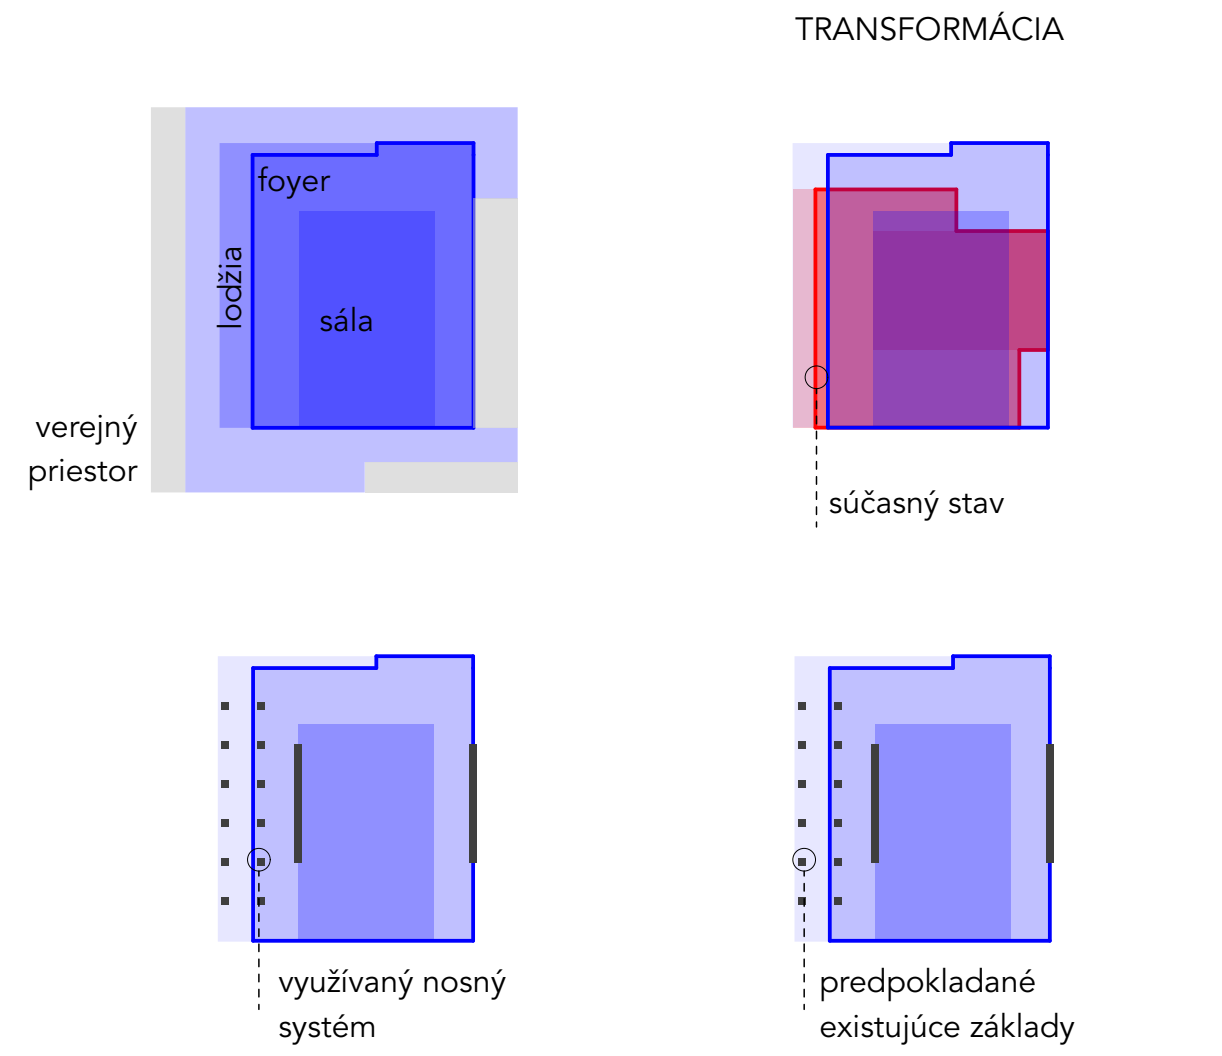 TRANSFORMÁCIA
foyer
lodžia
sála
verejný
priestor
súčasný stav
využívaný nosný
systém
predpokladané
existujúce základy